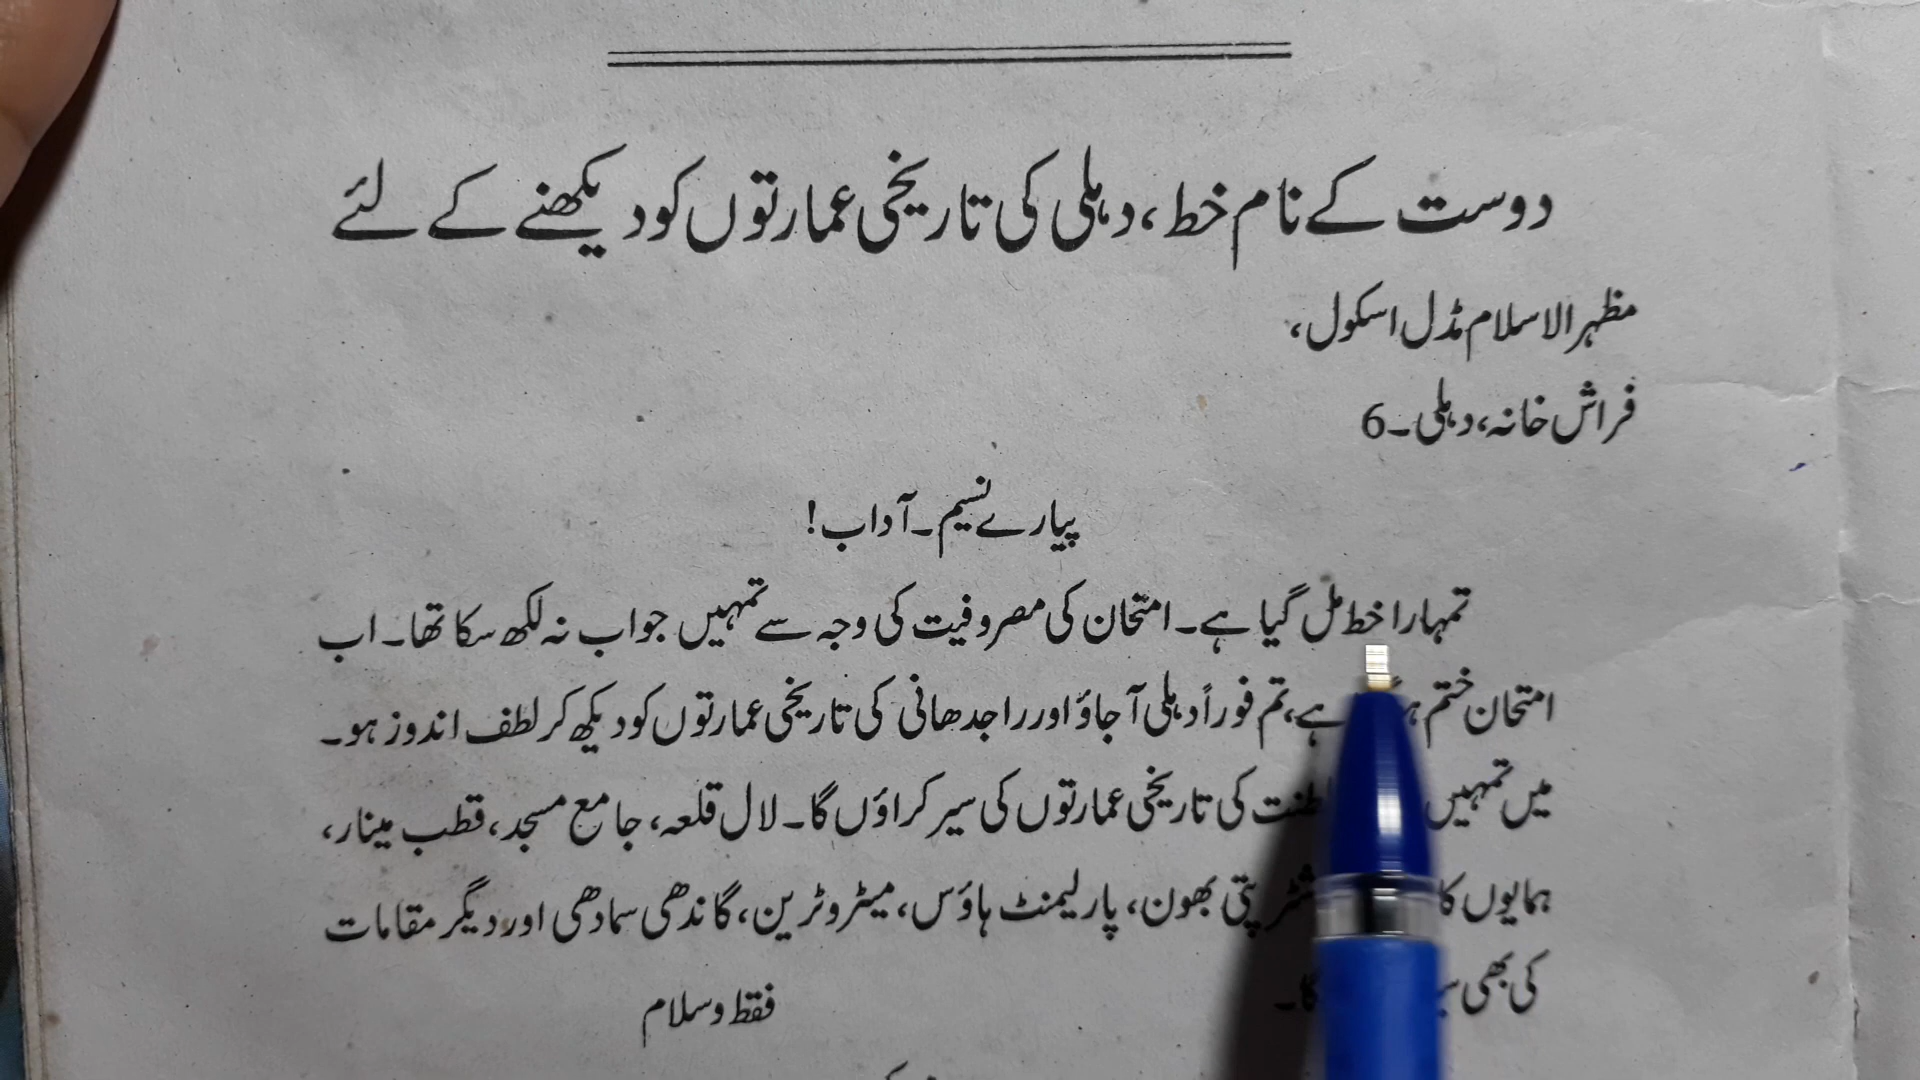 دوست کے نام خط، دہلی کی تاریخی عمارتوں کو دیکھنے کے لئے
مظہر الاسلام مڈل اسکول،
فراش خانہ، دہلی۔6
پیارے نسیم۔ آداب!
تمہارا خط مل گیا ہے۔ امتحان کی مصروفیت کی وجہ سے تمہیں جواب نہ لکھ سکا تھا۔ اب
امتحان ختم ہے، تم فوراً دہلی آجاؤ اور راجدھانی کی تاریخی عمارتوں کو دیکھ کر لطف اندوز ہو۔
میں تمہیں کی تاریخی عمارتوں کی سیر کراؤں گا۔ لال قلعہ، جامع مسجد، قطب مینار،
ہمایوں کا بھون، پارلیمنٹ ہاؤس، میٹرو ٹرین، گاندھی سمادھی اور دیگر مقامات
کی بھی گا۔
فقط وسلام